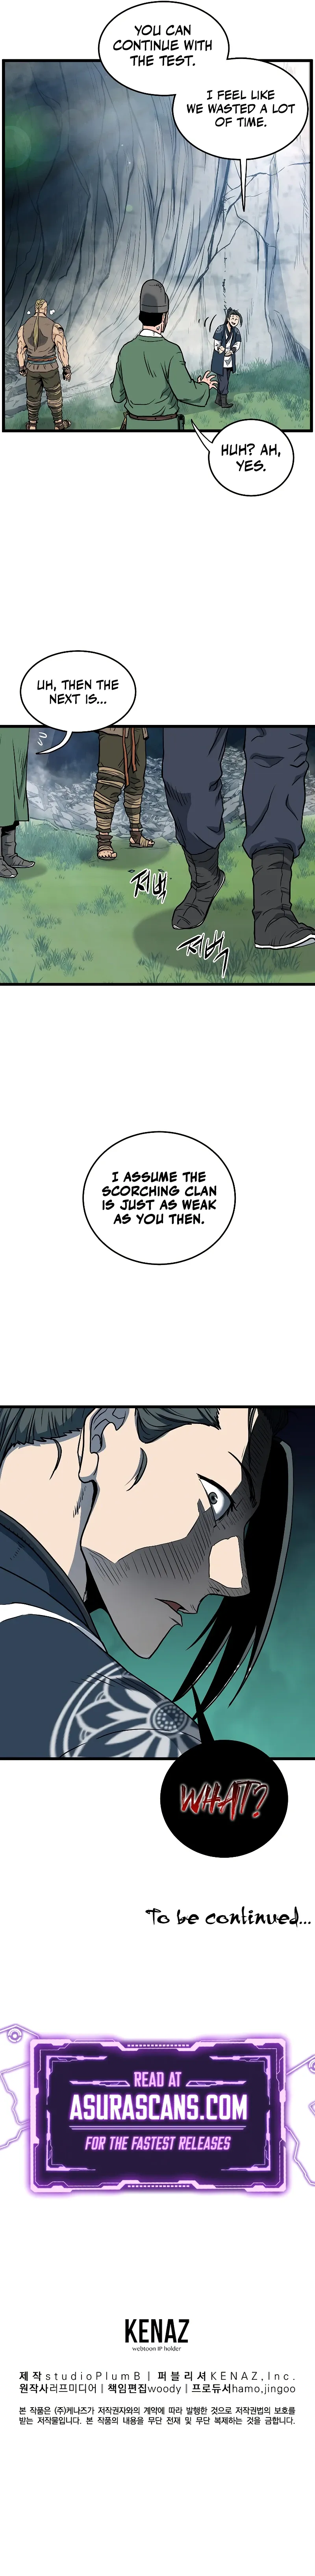 YOU CAN
CONTINUE WITH
THE TEST.
I FEEL LIKE
WE WASTED A LOT
OF TIME.
HUH? AH,
YES.
UH, THEN THE
NEXT IS...
저벅
저벅
I ASSUME THE
SCORCHING CLAN
IS JUST AS WEAK
AS YOU THEN.
WHAT?
To be continued...
READ AT
ASURASCANS.COM
FOR THE FASTEST RELEASES
KENAZ
webtoon IP holder
제작 studio Plum B | 퍼블리셔 KENAZ, Inc.
원작사 러프미디어 | 책임편집 woody | 프로듀서 hamo, jingoo
본 작품은 (주)케나즈가 저작권자와의 계약에 따라 발행한 것으로 저작권법의 보호를
받는 저작물입니다. 본 작품의 내용을 무단 전재 및 무단 복제하는 것을 금합니다.